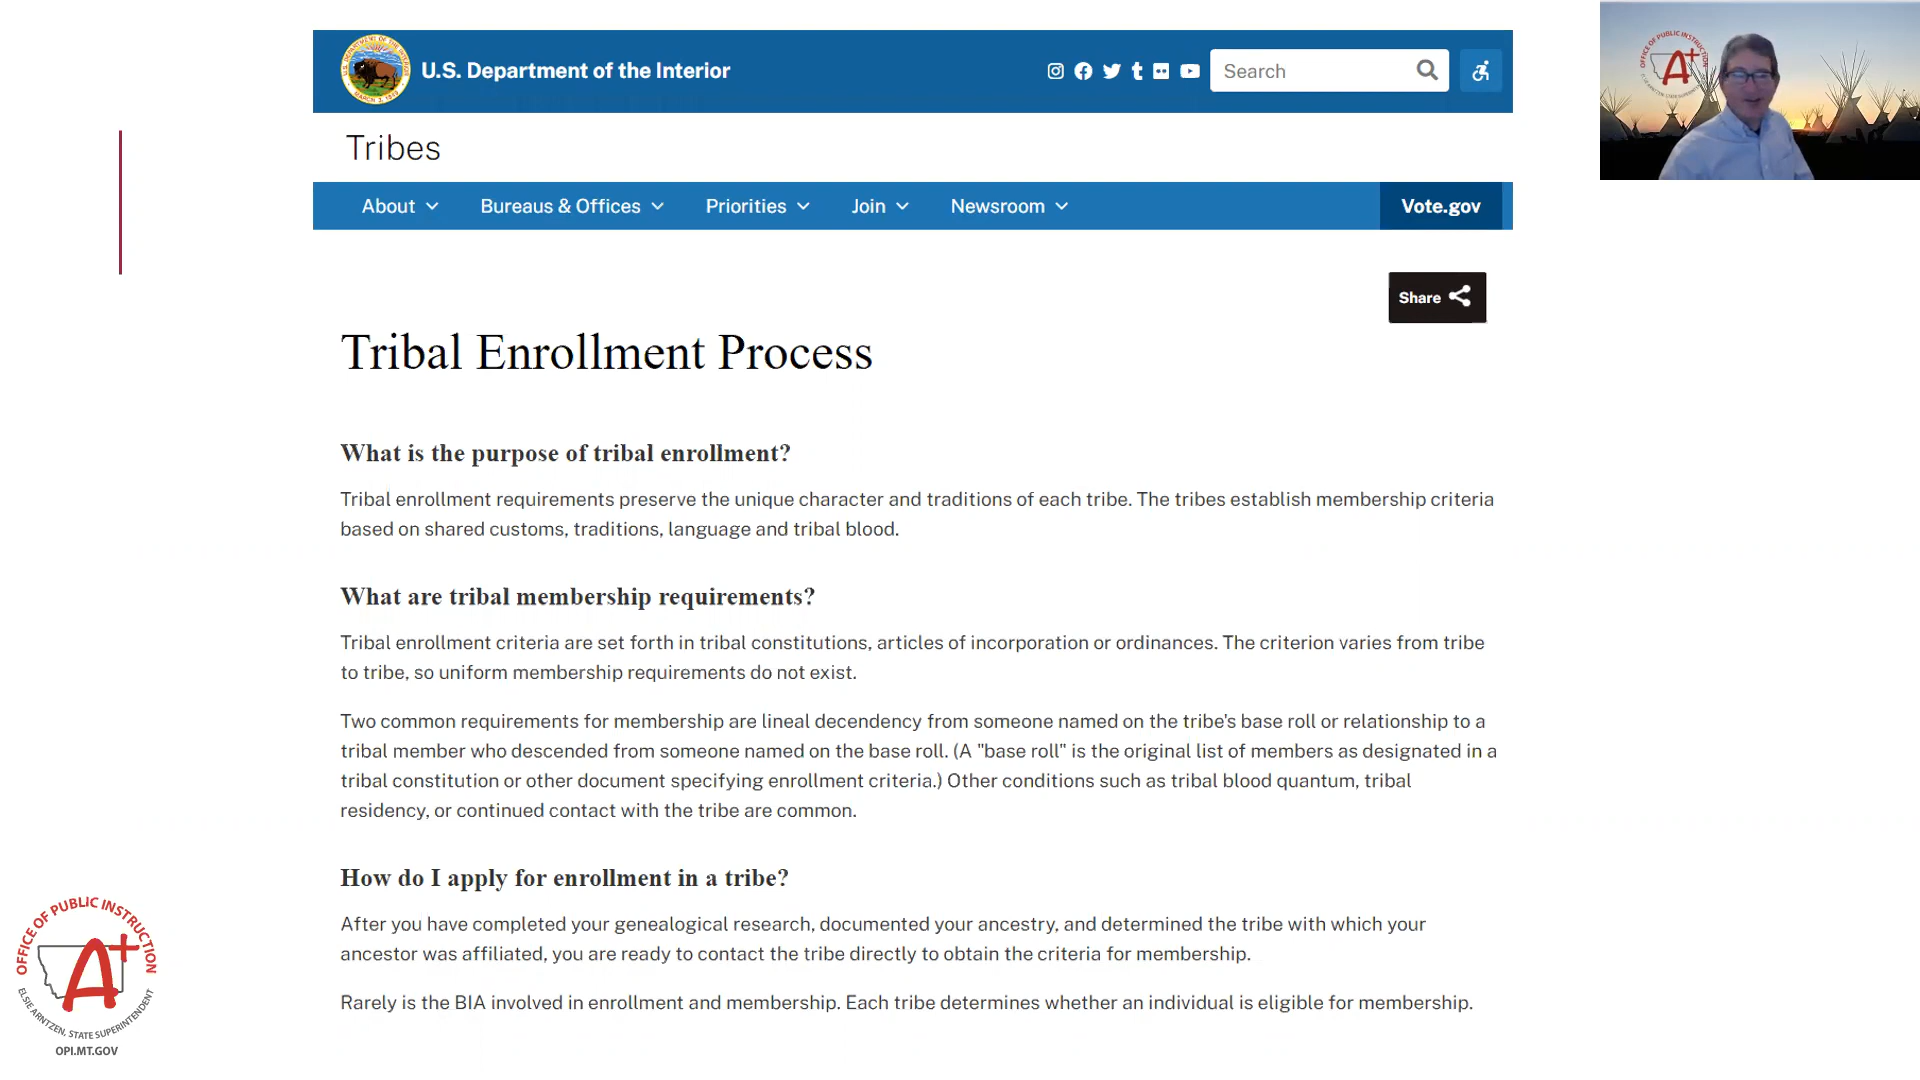 U.S. Department of the Interior
Search
Tribes
About
Bureaus & Offices
Priorities
Join
Newsroom
Vote.gov
Share
Tribal Enrollment Process
What is the purpose of tribal enrollment?
Tribal enrollment requirements preserve the unique character and traditions of each tribe. The tribes establish membership criteria
based on shared customs, traditions, language and tribal blood.
What are tribal membership requirements?
Tribal enrollment criteria are set forth in tribal constitutions, articles of incorporation or ordinances. The criterion varies from tribe
to tribe, so uniform membership requirements do not exist.
Two common requirements for membership are lineal decendency from someone named on the tribe's base roll or relationship to a
tribal member who descended from someone named on the base roll. (A "base roll" is the original list of members as designated in a
tribal constitution or other document specifying enrollment criteria.) Other conditions such as tribal blood quantum, tribal
residency, or continued contact with the tribe are common.
How do I apply for enrollment in a tribe?
After you have completed your genealogical research, documented your ancestry, and determined the tribe with which your
ancestor was affiliated, you are ready to contact the tribe directly to obtain the criteria for membership.
Rarely is the BIA involved in enrollment and membership. Each tribe determines whether an individual is eligible for membership.
OFFICE OF PUBLIC INSTRUCTION
A+
ELSIE ARNTZEN, STATE SUPERINTENDENT
OPI.MT.GOV
OFFICE OF PUBLIC INSTRUCTION
A+